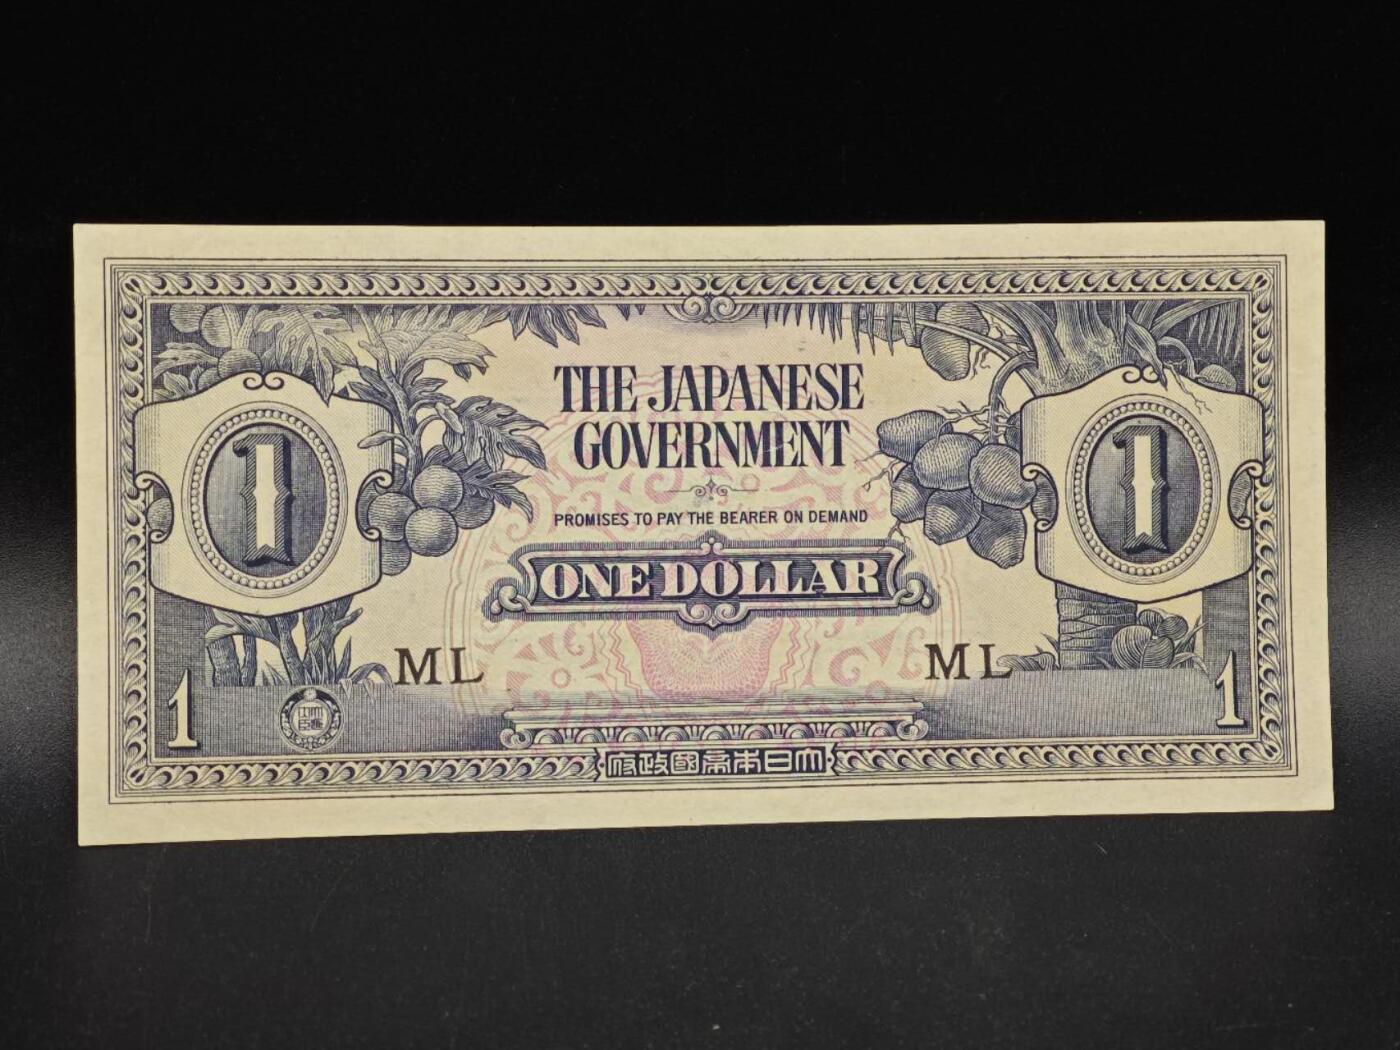 THE JAPANESE
GOVERNMENT
PROMISES TO PAY THE BEARER ON DEMAND
ONE DOLLAR
1
1
ML
ML
1
1
府政國帝本日大